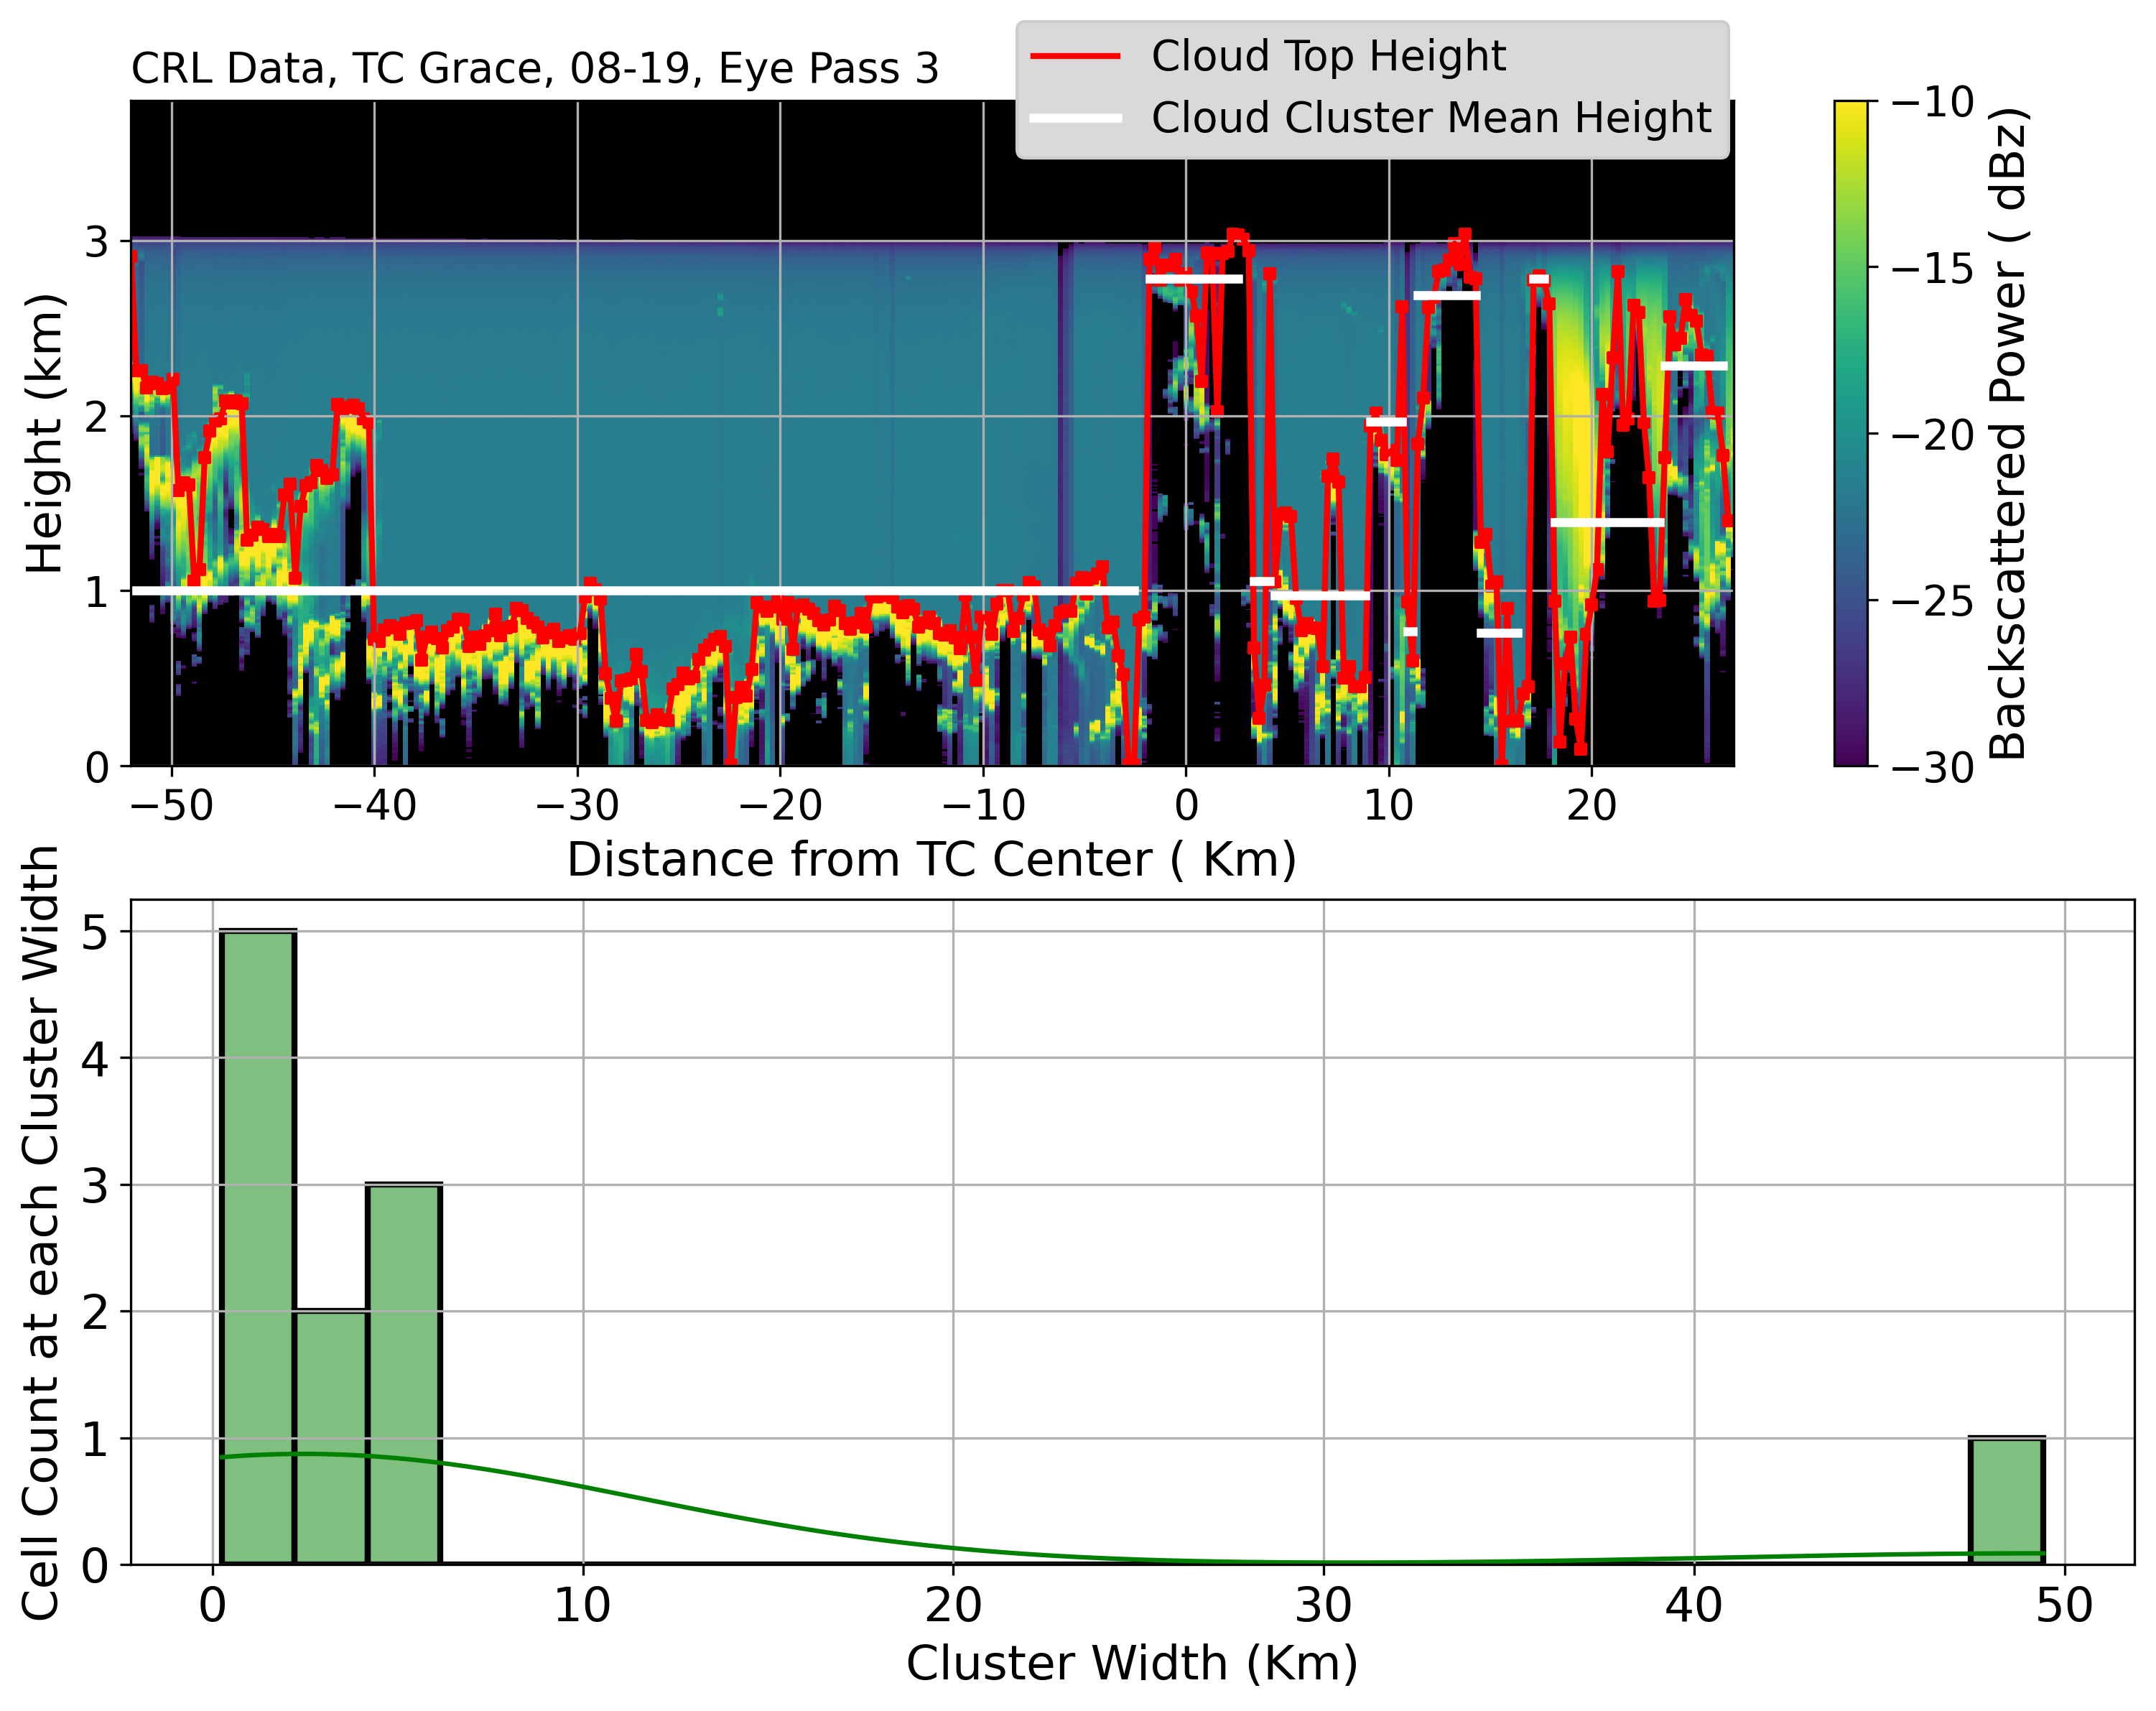 CRL Data, TC Grace, 08-19, Eye Pass 3
Cloud Top Height
Cloud Cluster Mean Height
Height (km)
3
2
1
0
−50 −40 −30 −20 −10 0 10 20
Distance from TC Center ( Km)
−10
−15
−20
−25
−30
Backscattered Power ( dBz)
Cell Count at each Cluster Width
5
4
3
2
1
0
0 10 20 30 40 50
Cluster Width (Km)